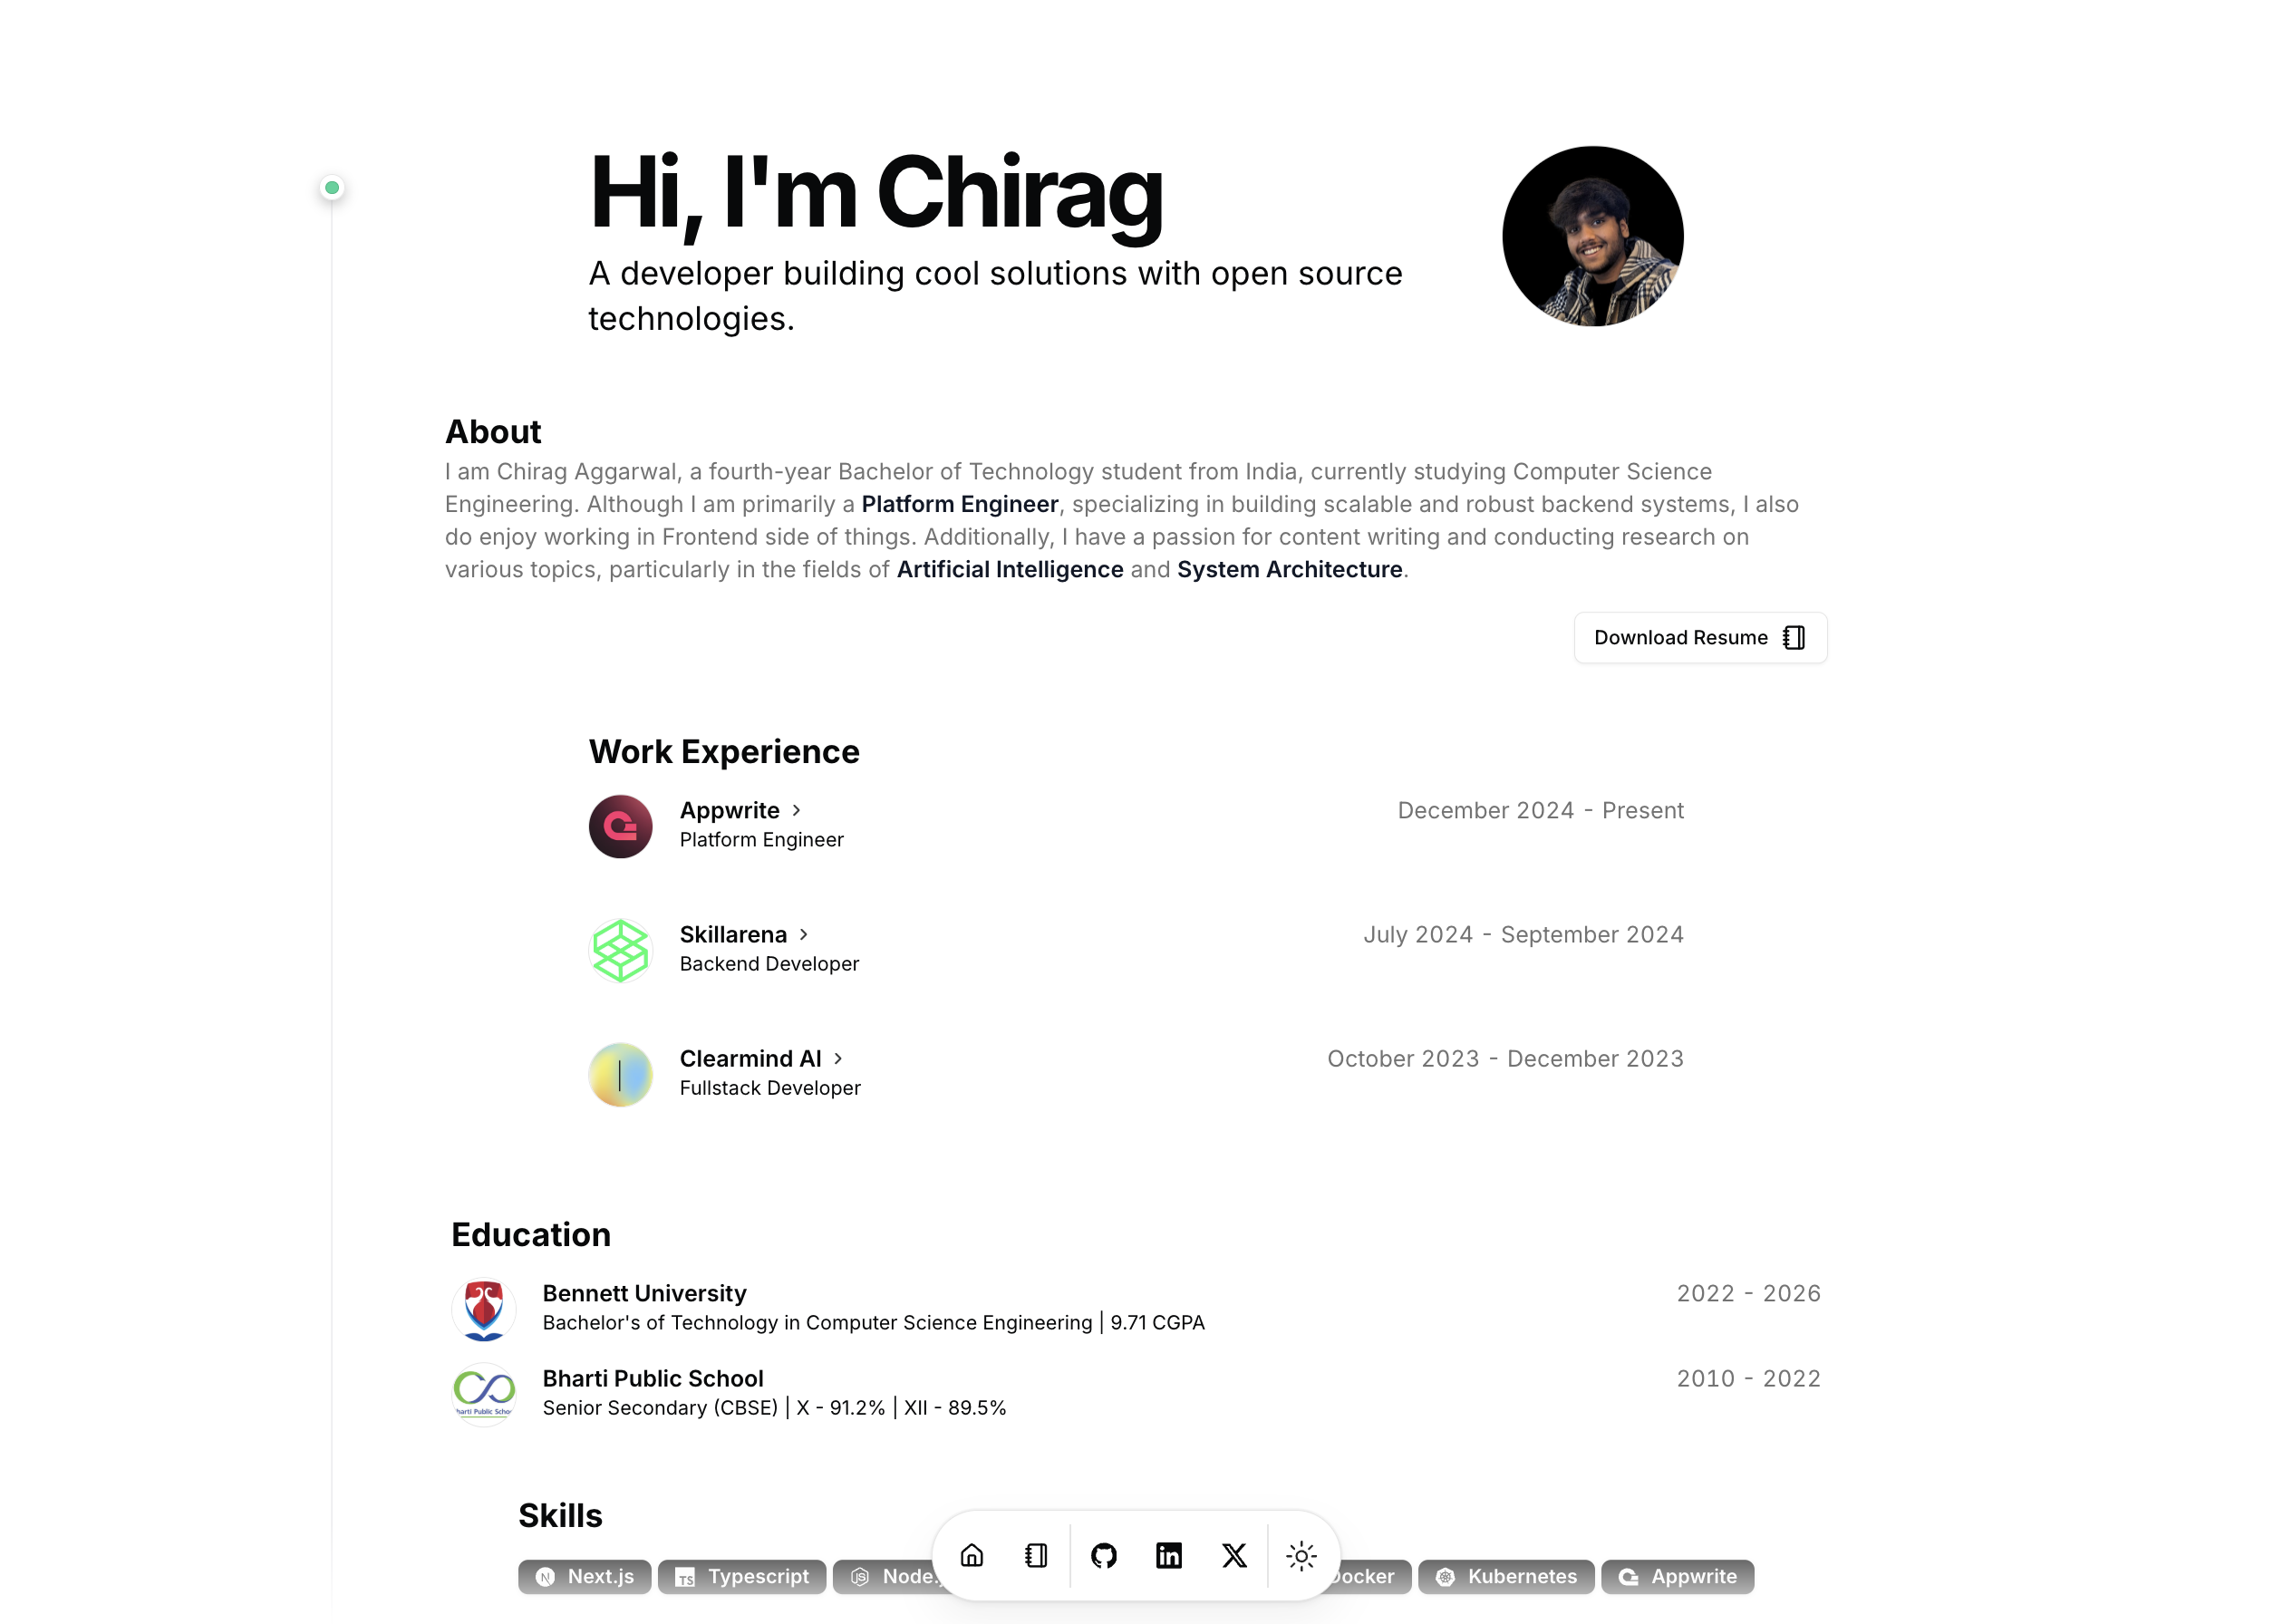 Hi, I'm Chirag
A developer building cool solutions with open source
technologies.
About
I am Chirag Aggarwal, a fourth-year Bachelor of Technology student from India, currently studying Computer Science
Engineering. Although I am primarily a Platform Engineer, specializing in building scalable and robust backend systems, I also
do enjoy working in Frontend side of things. Additionally, I have a passion for content writing and conducting research on
various topics, particularly in the fields of Artificial Intelligence and System Architecture.
Download Resume
Work Experience
Appwrite
December 2024 - Present
Platform Engineer
Skillarena
July 2024 - September 2024
Backend Developer
Clearmind AI
October 2023 - December 2023
Fullstack Developer
Education
Bennett University
2022 - 2026
Bachelor's of Technology in Computer Science Engineering | 9.71 CGPA
Bharti Public School
2010 - 2022
Senior Secondary (CBSE) | X - 91.2% | XII - 89.5%
Skills
Next.js TS Typescript Node. Docker Kubernetes Appwrite